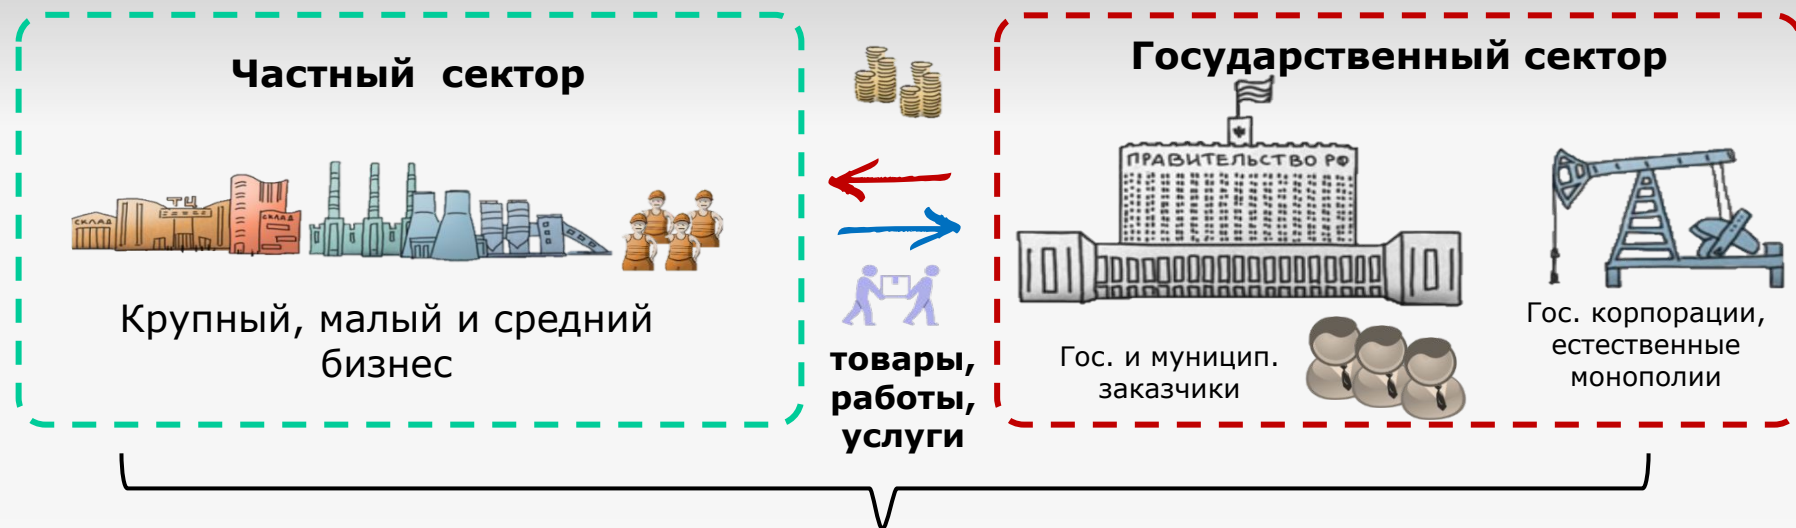 Частный сектор
Государственный сектор
ПРАВИТЕЛЬСТВО РФ
СКЛАД
ТЦ
СКЛАД
Крупный, малый и средний
бизнес
товары,
работы,
услуги
Гос. и муницип.
заказчики
Гос. корпорации,
естественные
монополии